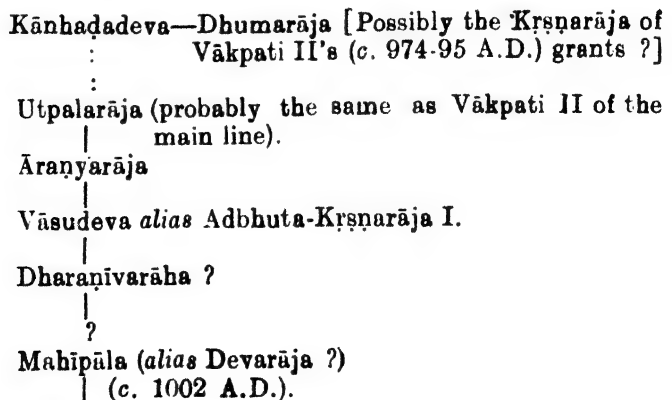 Kānhaḍadeva—Dhumarāja [Possibly the Kṛṣṇarāja of
Vākpati II's (c. 974-95 A.D.) grants ?]
:
:
Utpalarāja (probably the same as Vākpati II of the
main line).
Āraṇyarāja
Vāsudeva alias Adbhuta-Kṛṣṇarāja I.
Dharaṇīvarāha ?
?
Mahīpāla (alias Devarāja ?)
(c. 1002 A.D.).